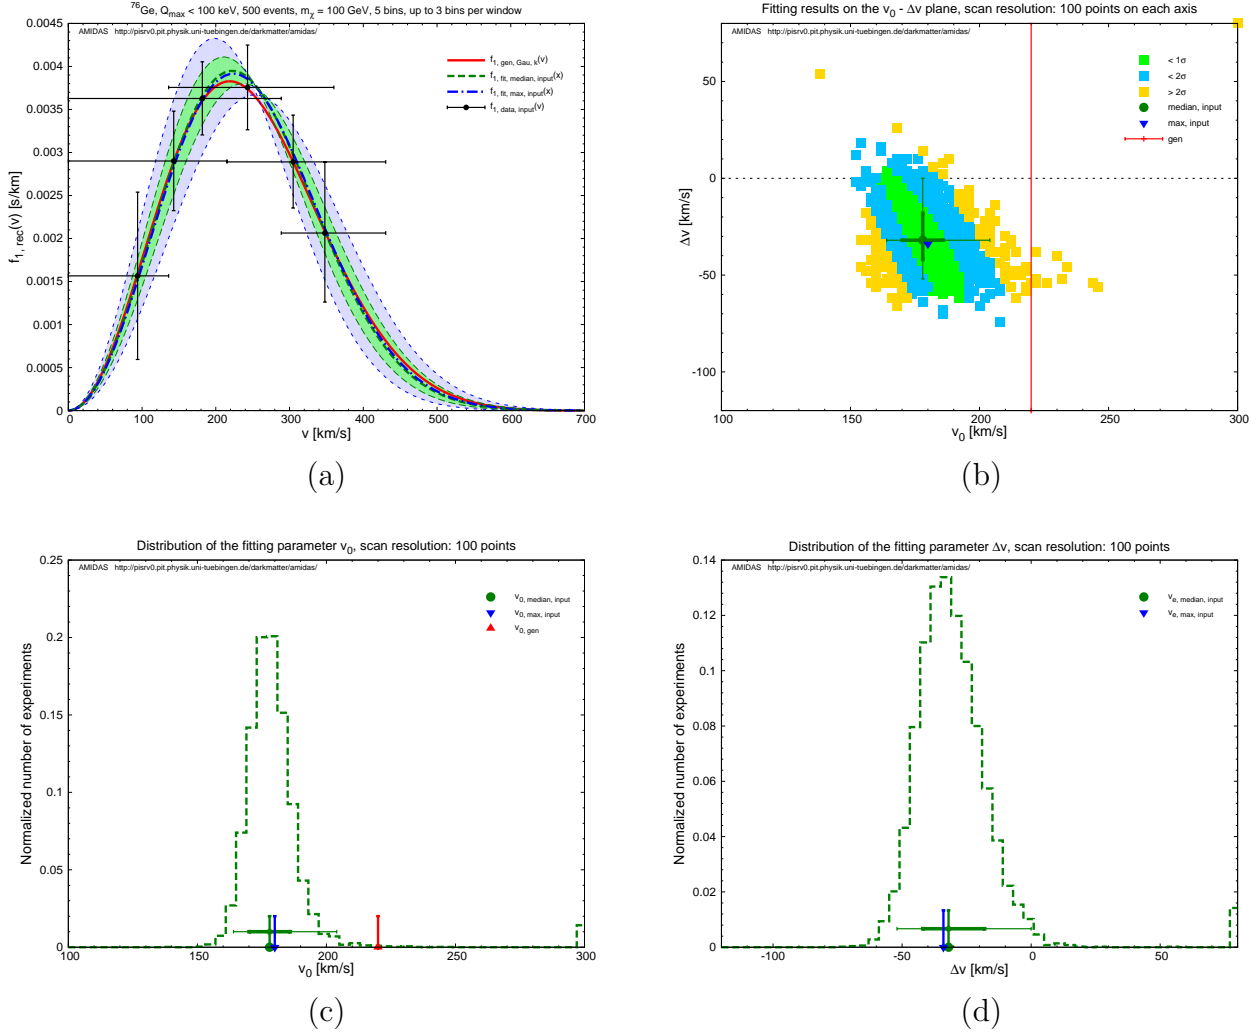 ⁷⁶Ge, Q_max < 100 keV, 500 events, m_χ = 100 GeV, 5 bins, up to 3 bins per window
AMIDAS http://pisrv0.pit.physik.uni-tuebingen.de/darkmatter/amidas/
f_1, gen, Gau, k(v)
f_1, fit, median, input(x)
f_1, fit, max, input(x)
f_1, data, input(v)
f_1, rec(v) [s/km]
0.0045
0.004
0.0035
0.003
0.0025
0.002
0.0015
0.001
0.0005
0
0 100 200 300 400 500 600 700
v [km/s]
(a)
Fitting results on the v_0 - Δv plane, scan resolution: 100 points on each axis
AMIDAS http://pisrv0.pit.physik.uni-tuebingen.de/darkmatter/amidas/
< 1σ
< 2σ
> 2σ
median, input
max, input
gen
Δv [km/s]
50
0
-50
-100
100 150 200 250 300
v_0 [km/s]
(b)
Distribution of the fitting parameter v_0, scan resolution: 100 points
AMIDAS http://pisrv0.pit.physik.uni-tuebingen.de/darkmatter/amidas/
v_0, median, input
v_0, max, input
v_0, gen
Normalized number of experiments
0.25
0.2
0.15
0.1
0.05
0
100 150 200 250 300
v_0 [km/s]
(c)
Distribution of the fitting parameter Δv, scan resolution: 100 points
AMIDAS http://pisrv0.pit.physik.uni-tuebingen.de/darkmatter/amidas/
v_e, median, input
v_e, max, input
Normalized number of experiments
0.14
0.12
0.1
0.08
0.06
0.04
0.02
0
-100 -50 0 50
Δv [km/s]
(d)